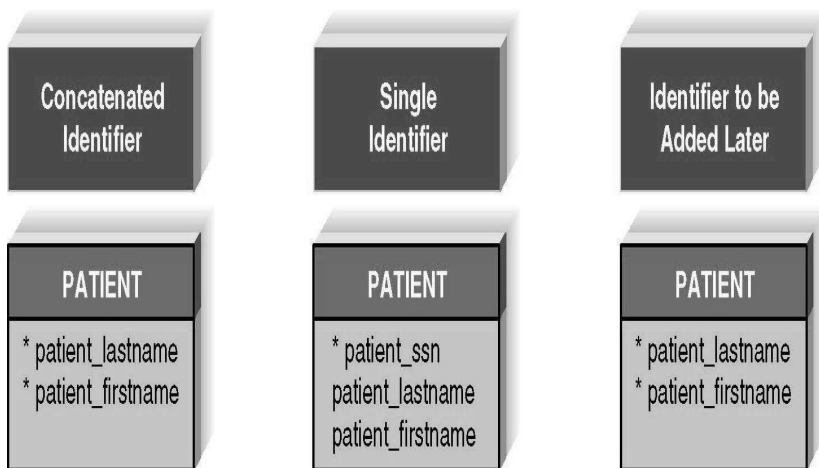 Concatenated
Identifier
Single
Identifier
Identifier to be
Added Later
PATIENT
* patient_lastname
* patient_firstname
PATIENT
* patient_ssn
patient_lastname
patient_firstname
PATIENT
* patient_lastname
* patient_firstname